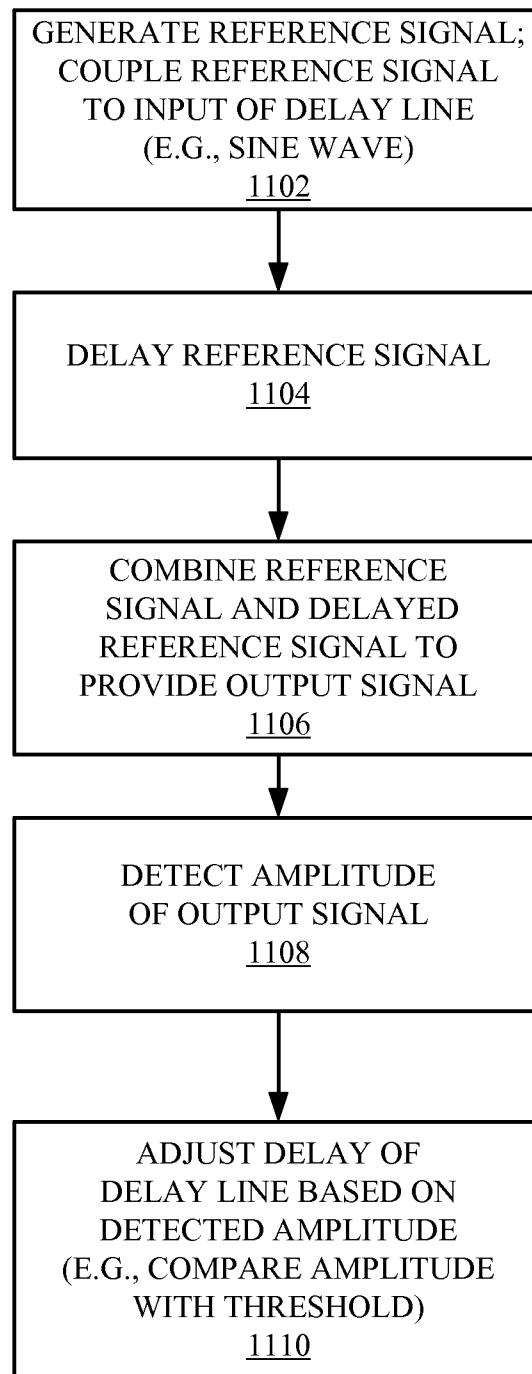 GENERATE REFERENCE SIGNAL;
COUPLE REFERENCE SIGNAL
TO INPUT OF DELAY LINE
(E.G., SINE WAVE)
1102
DELAY REFERENCE SIGNAL
1104
COMBINE REFERENCE
SIGNAL AND DELAYED
REFERENCE SIGNAL TO
PROVIDE OUTPUT SIGNAL
1106
DETECT AMPLITUDE
OF OUTPUT SIGNAL
1108
ADJUST DELAY OF
DELAY LINE BASED ON
DETECTED AMPLITUDE
(E.G., COMPARE AMPLITUDE
WITH THRESHOLD)
1110